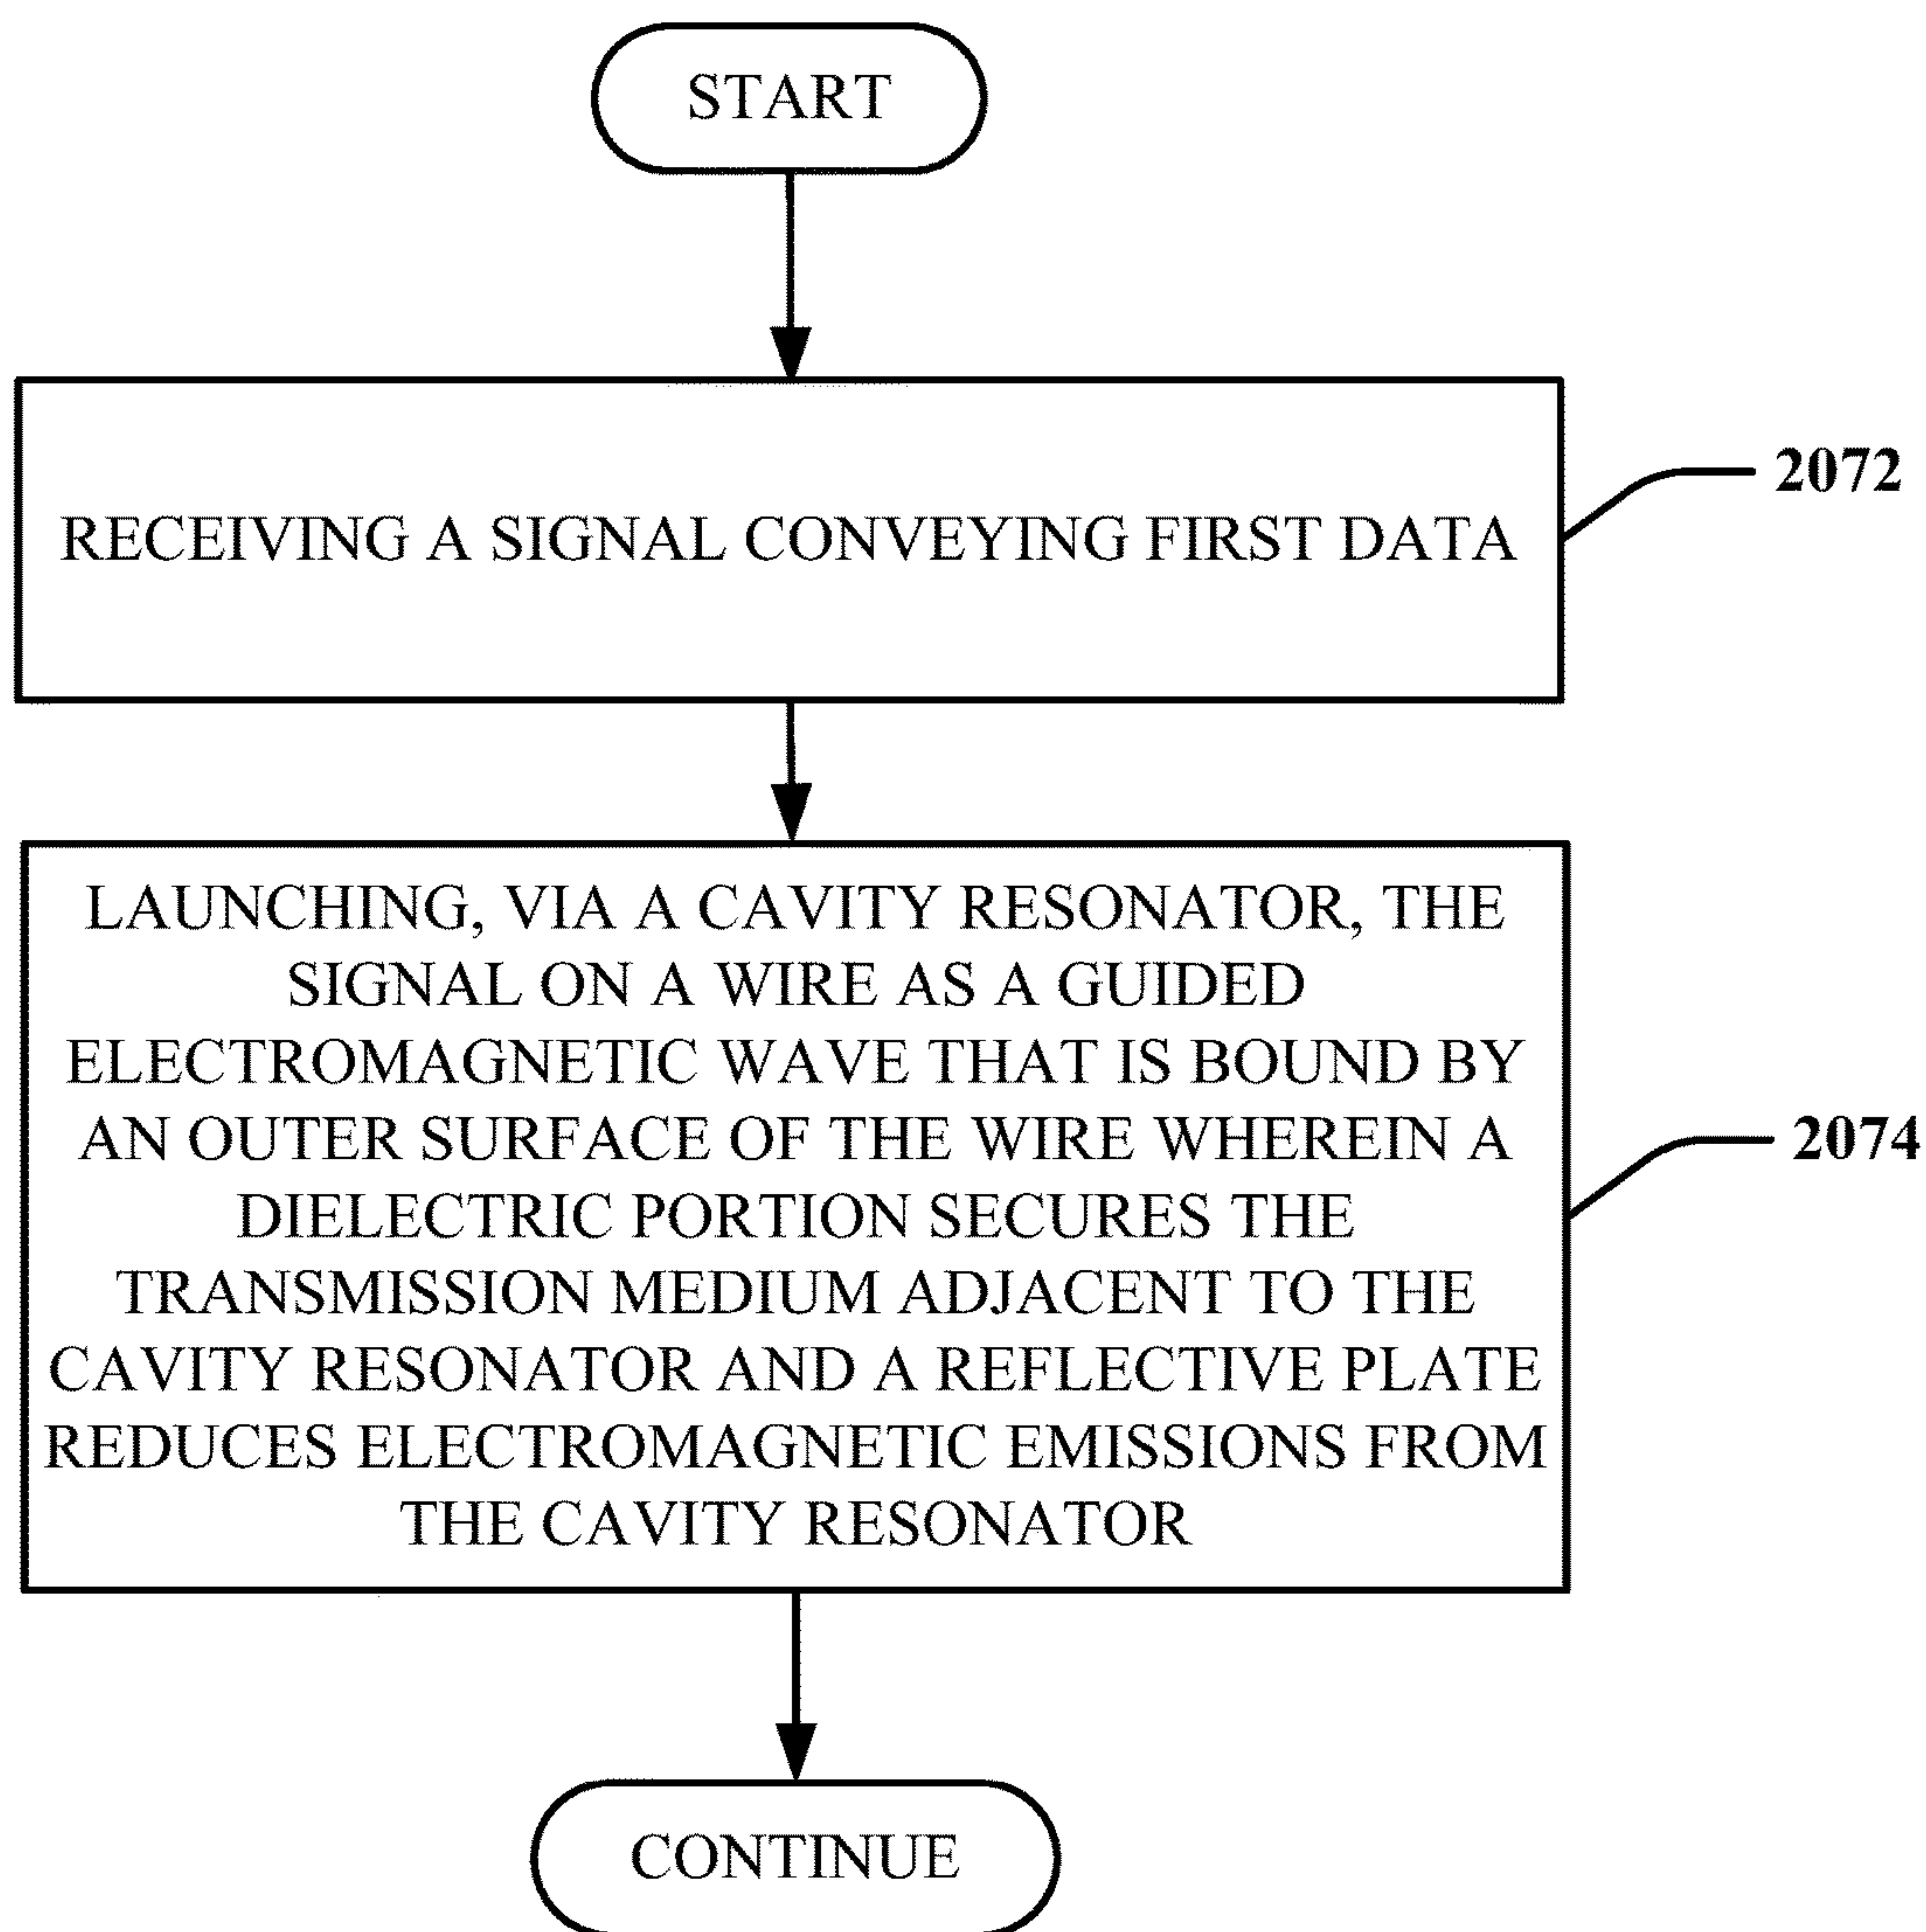 START
RECEIVING A SIGNAL CONVEYING FIRST DATA
2072
LAUNCHING, VIA A CAVITY RESONATOR, THE
SIGNAL ON A WIRE AS A GUIDED
ELECTROMAGNETIC WAVE THAT IS BOUND BY
AN OUTER SURFACE OF THE WIRE WHEREIN A
DIELECTRIC PORTION SECURES THE
TRANSMISSION MEDIUM ADJACENT TO THE
CAVITY RESONATOR AND A REFLECTIVE PLATE
REDUCES ELECTROMAGNETIC EMISSIONS FROM
THE CAVITY RESONATOR
2074
CONTINUE